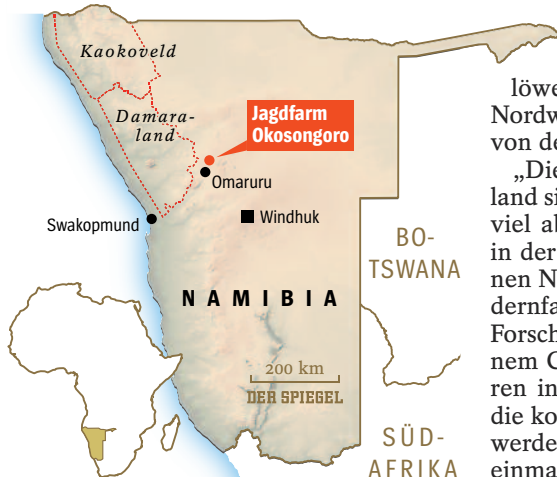 Kaokoveld
Damara-
land
Jagdfarm
Okosongoro
Omaruru
Swakopmund
Windhuk
BO-
TSWANA
NAMIBIA
200 km
DER SPIEGEL
SÜD-
AFRIKA
löwe
Nordw
von de
„Die
land si
viel ab
in der
nen N
dernfa
Forsch
nem C
ren in
die ko
werde
einma